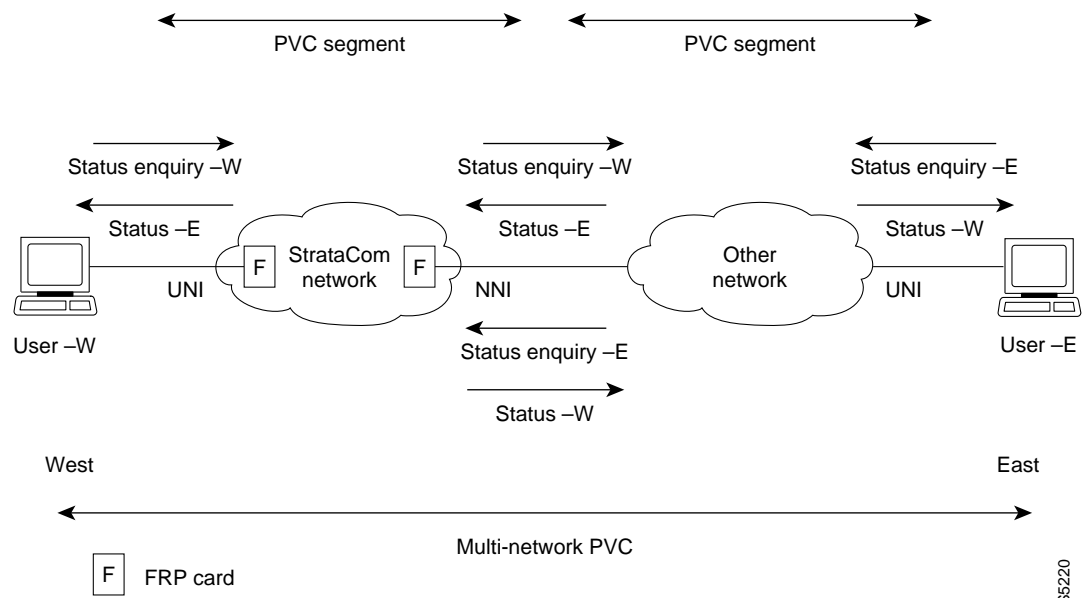 PVC segment
PVC segment
Status enquiry –W
Status enquiry –W
Status enquiry –E
Status –E
Status –E
Status –W
F
StrataCom
network
F
Other
network
UNI
NNI
UNI
User –W
User –E
Status enquiry –E
Status –W
West
East
Multi-network PVC
F
FRP card